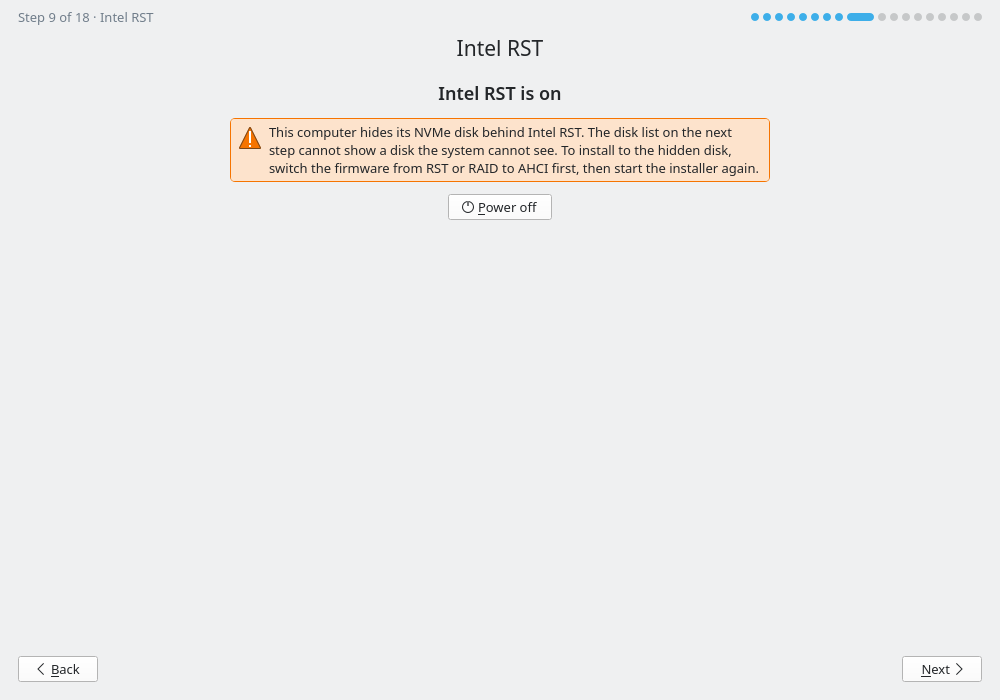 Step 9 of 18 · Intel RST
Intel RST
Intel RST is on
This computer hides its NVMe disk behind Intel RST. The disk list on the next
step cannot show a disk the system cannot see. To install to the hidden disk,
switch the firmware from RST or RAID to AHCI first, then start the installer again.
Power off
Back
Next